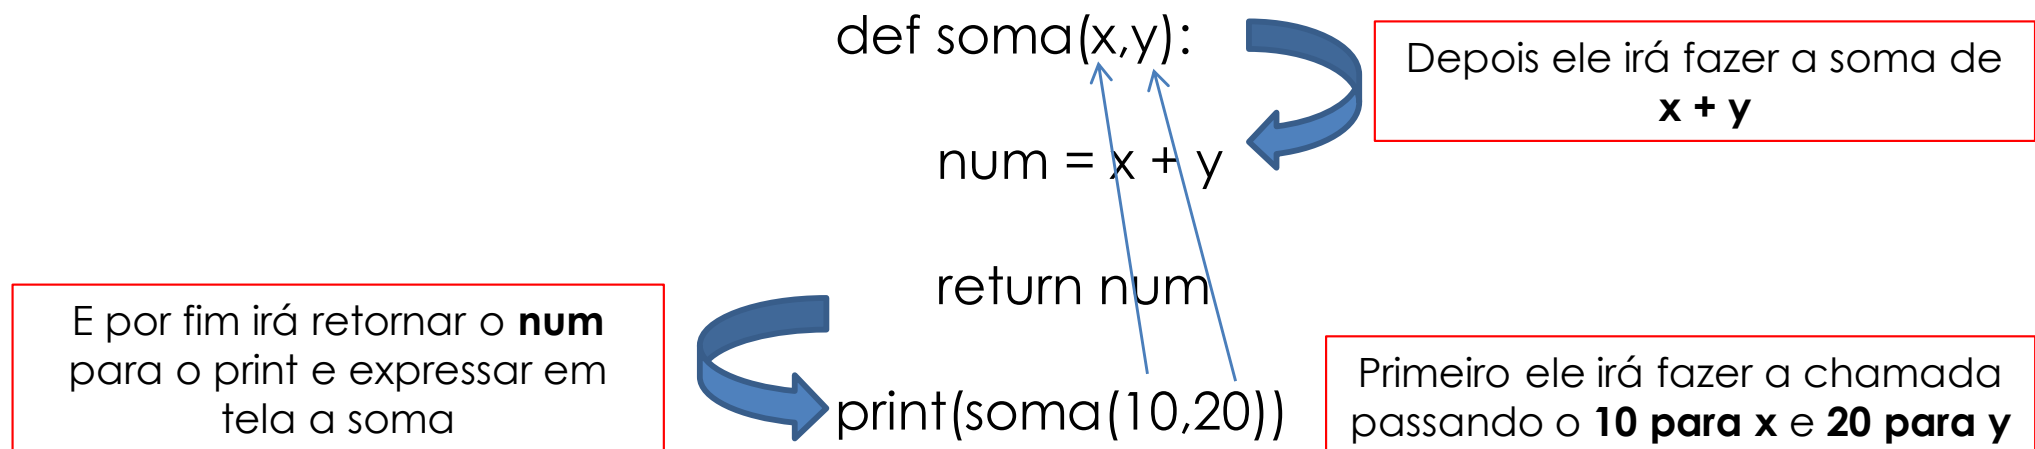 def soma(x,y):
Depois ele irá fazer a soma de
x + y
num = x + y
return num
E por fim irá retornar o num
para o print e expressar em
tela a soma
print(soma(10,20))
Primeiro ele irá fazer a chamada
passando o 10 para x e 20 para y